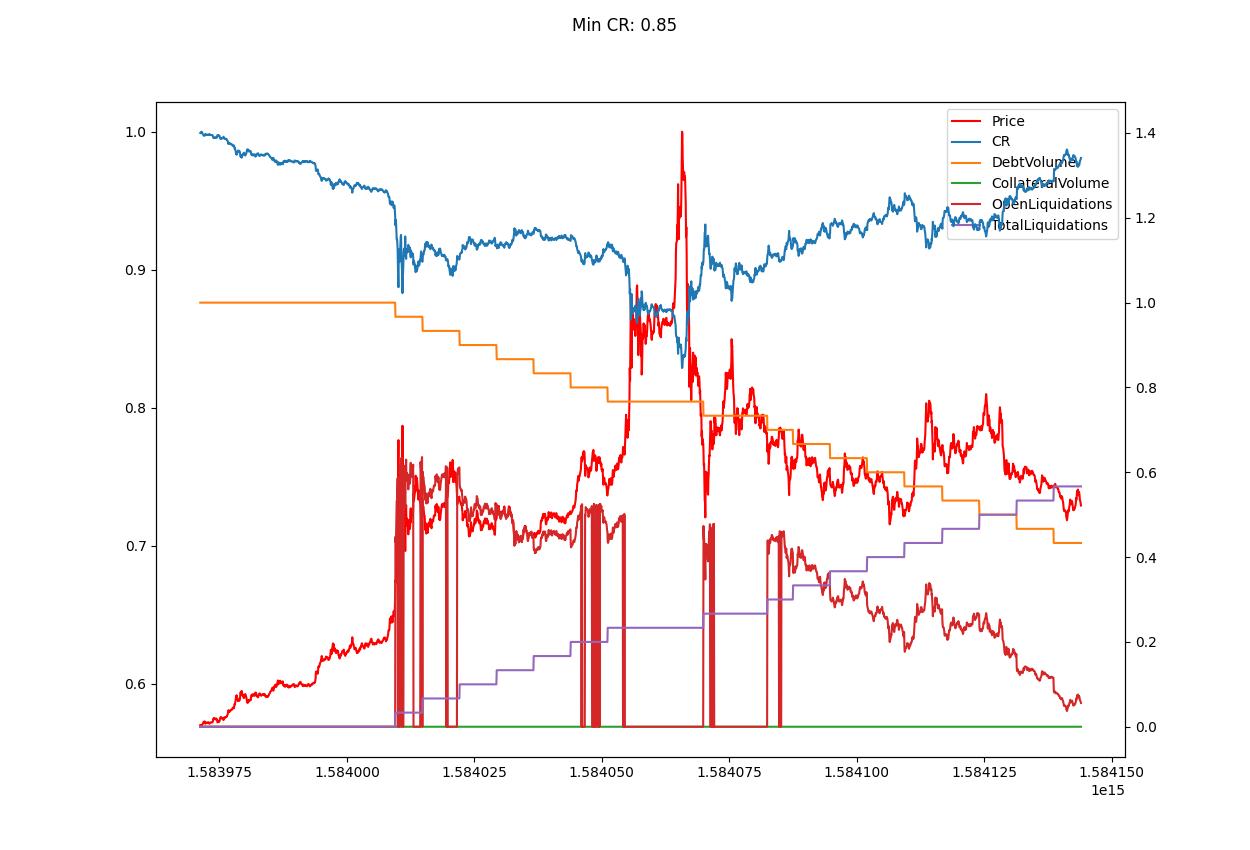 Min CR: 0.85
1.0
0.9
0.8
0.7
0.6
1.4
1.2
1.0
0.8
0.6
0.4
0.2
0.0
Price
CR
DebtVolume
CollateralVolume
OpenLiquidations
TotalLiquidations
1.583975 1.584000 1.584025 1.584050 1.584075 1.584100 1.584125 1.584150
1e15